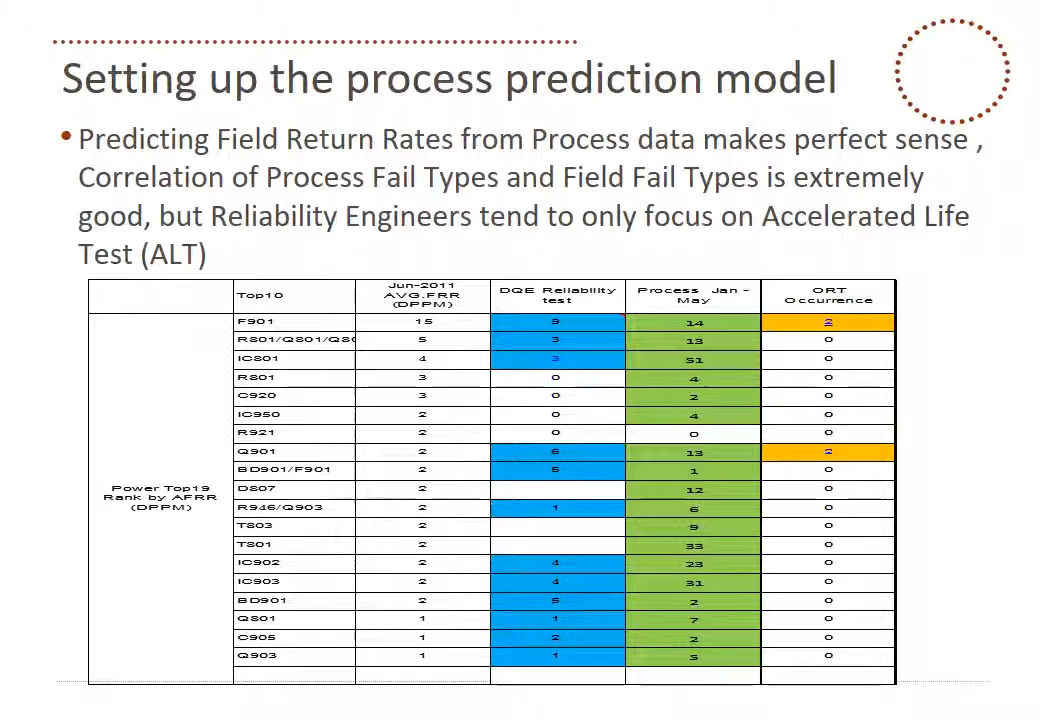 Setting up the process prediction model
• Predicting Field Return Rates from Process data makes perfect sense ,
Correlation of Process Fail Types and Field Fail Types is extremely
good, but Reliability Engineers tend to only focus on Accelerated Life
Test (ALT)
Top10 Jun-2011 AVG.FRR (DPPM) DQE Reliability test Process Jan - May ORT Occurrence
Power Top19 Rank by AFRR (DPPM)
F901 15 9 14 2
R801/Q801/Q80 5 3 13 0
IC801 4 3 51 0
R801 3 0 4 0
C920 3 0 2 0
IC950 2 0 4 0
R921 2 0 0 0
Q901 2 6 13 2
BD901/F901 2 5 1 0
D807 2 12 0
R946/Q903 2 1 6 0
T803 2 9 0
T801 2 33 0
IC902 2 4 23 0
IC903 2 4 31 0
BD901 2 5 2 0
Q801 1 1 7 0
C905 1 2 2 0
Q903 1 1 5 0